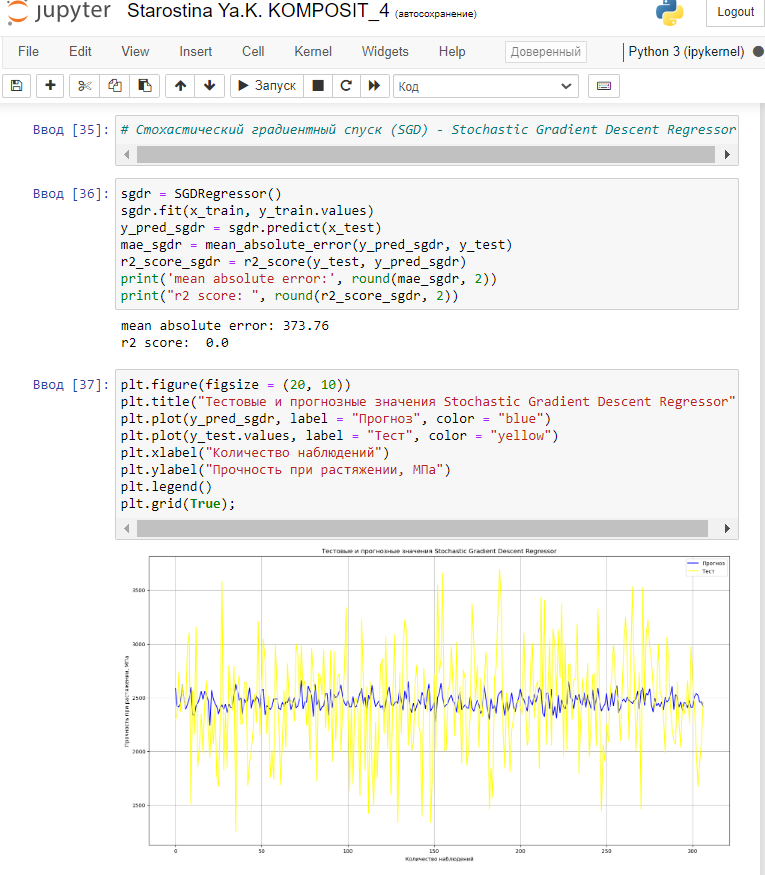 jupyter Starostina Ya.K. KOMPOSIT_4 (автосохранение)
Logout
File Edit View Insert Cell Kernel Widgets Help Доверенный Python 3 (ipykernel)
Запуск Код
Ввод [35]: # Стохастический градиентный спуск (SGD) - Stochastic Gradient Descent Regressor
Ввод [36]: sgdr = SGDRegressor()
sgdr.fit(x_train, y_train.values)
y_pred_sgdr = sgdr.predict(x_test)
mae_sgdr = mean_absolute_error(y_pred_sgdr, y_test)
r2_score_sgdr = r2_score(y_test, y_pred_sgdr)
print('mean absolute error:', round(mae_sgdr, 2))
print("r2 score: ", round(r2_score_sgdr, 2))
mean absolute error: 373.76
r2 score:  0.0
Ввод [37]: plt.figure(figsize = (20, 10))
plt.title("Тестовые и прогнозные значения Stochastic Gradient Descent Regressor"
plt.plot(y_pred_sgdr, label = "Прогноз", color = "blue")
plt.plot(y_test.values, label = "Тест", color = "yellow")
plt.xlabel("Количество наблюдений")
plt.ylabel("Прочность при растяжении, МПа")
plt.legend()
plt.grid(True);
Тестовые и прогнозные значения Stochastic Gradient Descent Regressor
Прогноз
Тест
3500
3000
2500
2000
1500
Прочность при растяжении, МПа
0 50 100 150 200 250 300
Количество наблюдений